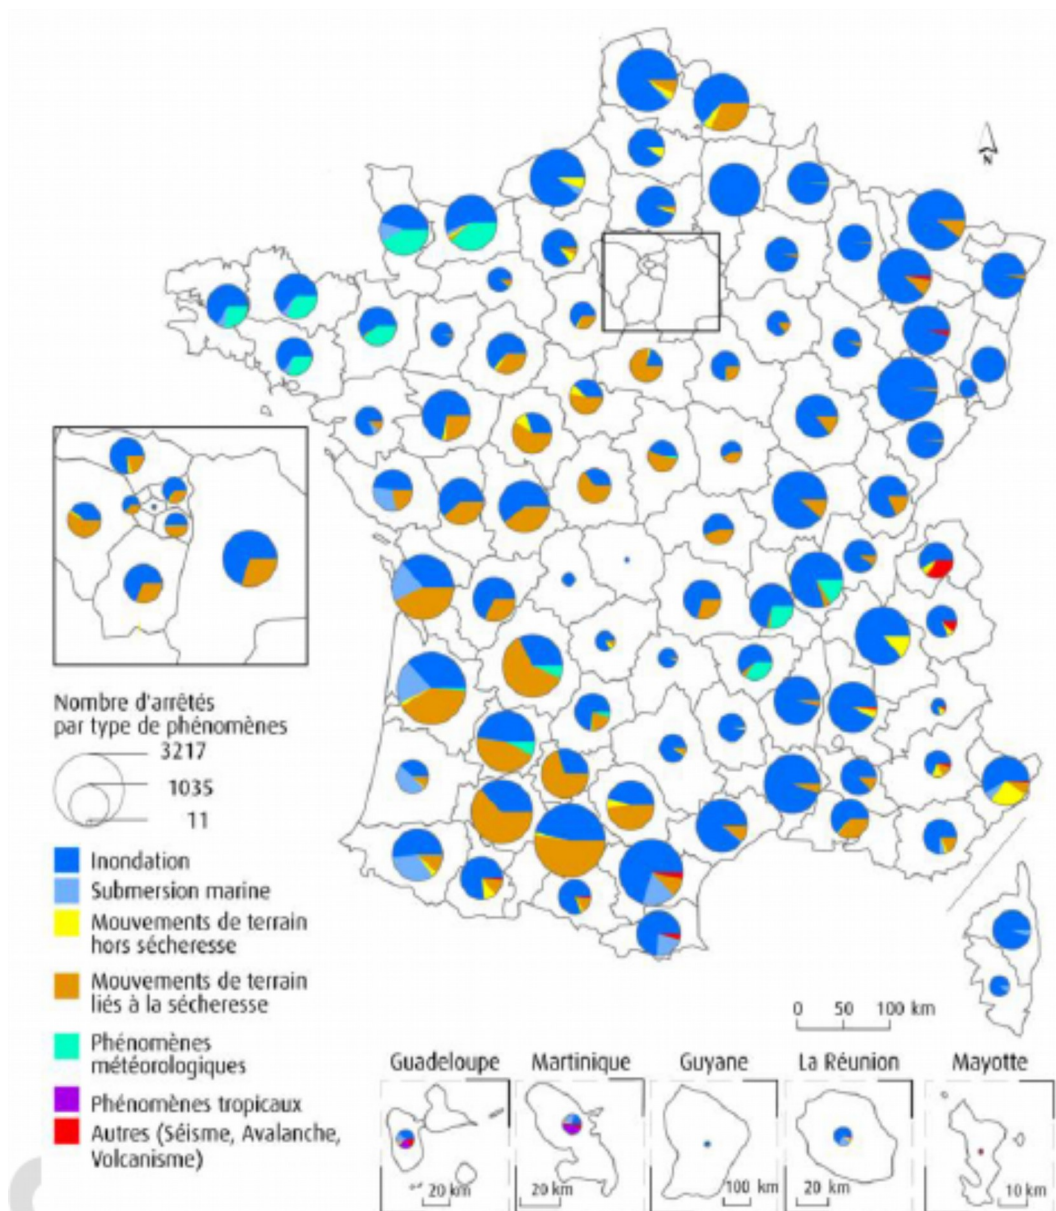 N
Nombre d'arrêtés
par type de phénomènes
3217
1035
11
Inondation
Submersion marine
Mouvements de terrain
hors sécheresse
Mouvements de terrain
liés à la sécheresse
Phénomènes
météorologiques
Phénomènes tropicaux
Autres (Séisme, Avalanche,
Volcanisme)
0 50 100 km
Guadeloupe Martinique Guyane La Réunion Mayotte
20 km 20 km 100 km 20 km 10 km